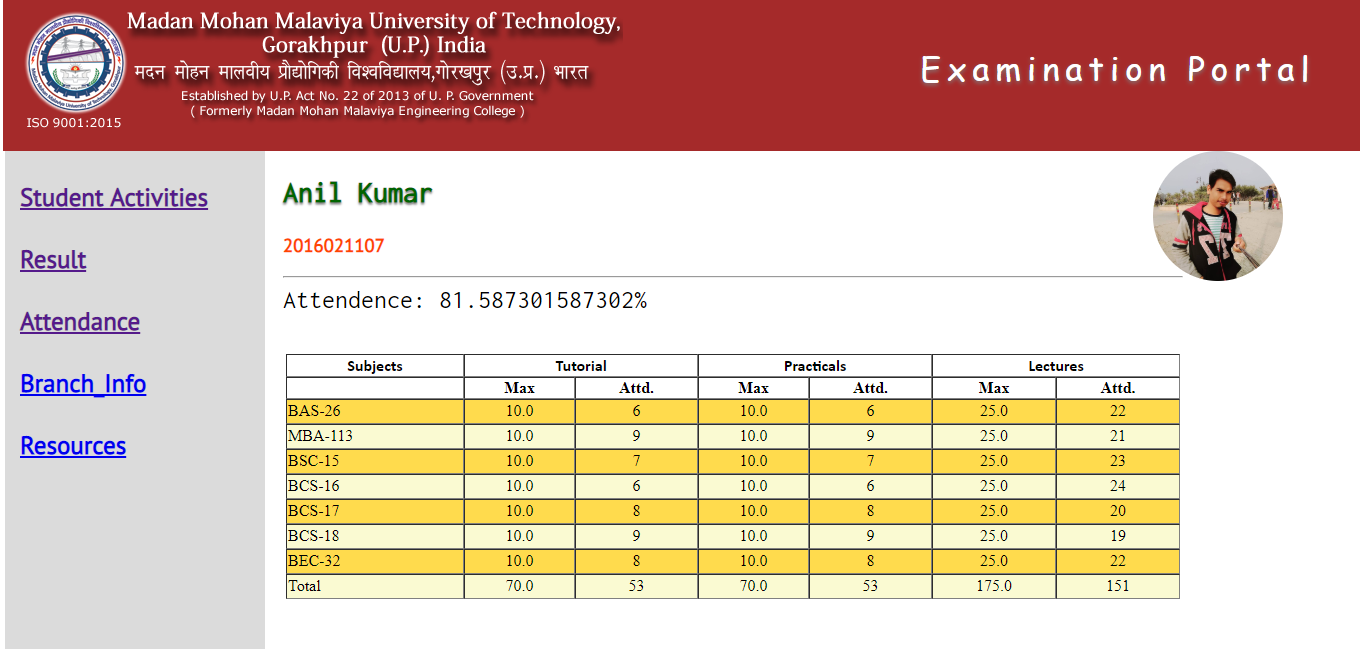 Madan Mohan Malaviya University of Technology,
Gorakhpur (U.P.) India
मदन मोहन मालवीय प्रौद्योगिकी विश्वविद्यालय,गोरखपुर (उ.प्र.) भारत
Established by U.P. Act No. 22 of 2013 of U. P. Government
( Formerly Madan Mohan Malaviya Engineering College )
ISO 9001:2015
Examination Portal
Student Activities
Result
Attendance
Branch_Info
Resources
Anil Kumar
2016021107
Attendence: 81.587301587302%
Subjects Tutorial Practicals Lectures
Max Attd. Max Attd. Max Attd.
BAS-26 10.0 6 10.0 6 25.0 22
MBA-113 10.0 9 10.0 9 25.0 21
BSC-15 10.0 7 10.0 7 25.0 23
BCS-16 10.0 6 10.0 6 25.0 24
BCS-17 10.0 8 10.0 8 25.0 20
BCS-18 10.0 9 10.0 9 25.0 19
BEC-32 10.0 8 10.0 8 25.0 22
Total 70.0 53 70.0 53 175.0 151